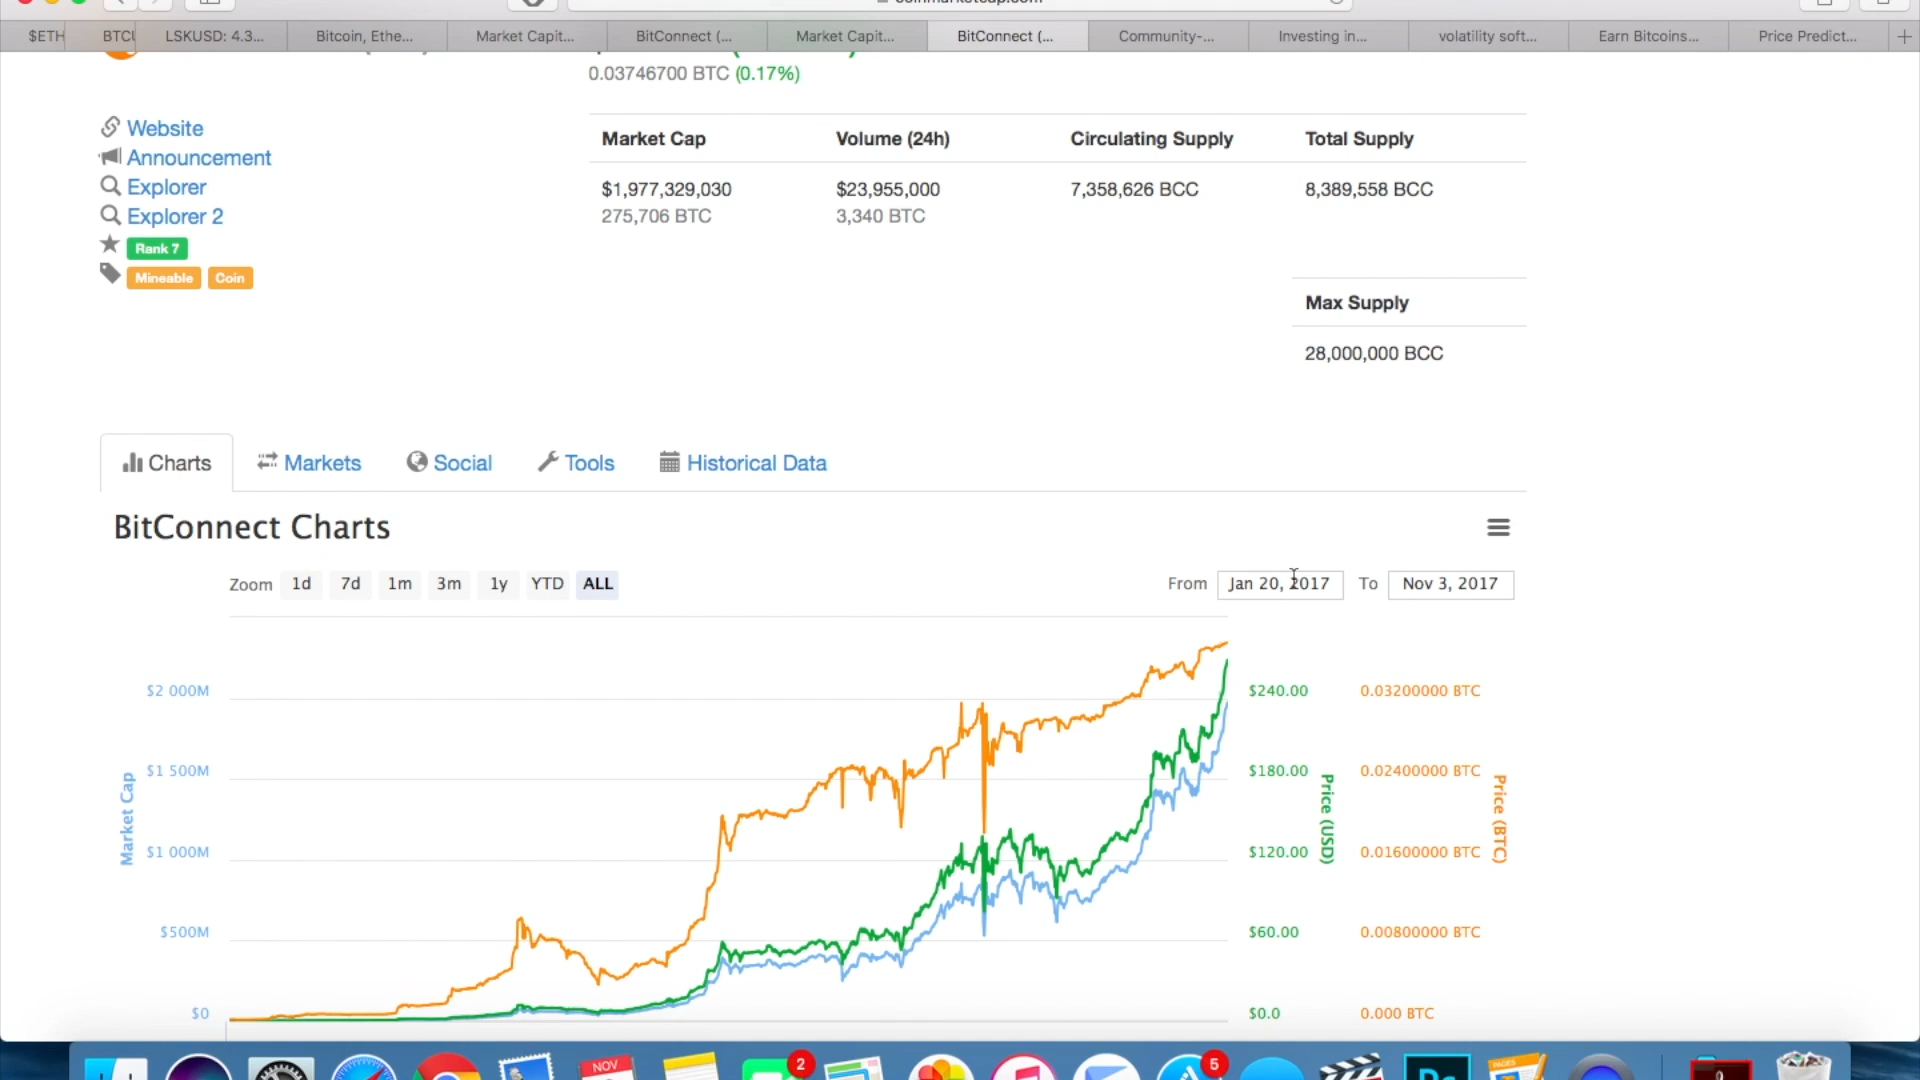 $ETH
BTCU
LSKUSD: 4.3...
Bitcoin, Ethe...
Market Capit...
BitConnect (...
Market Capit...
BitConnect (...
Community-...
Investing in...
volatility soft...
Earn Bitcoins...
Price Predict...
0.03746700 BTC (0.17%)
Website
Announcement
Explorer
Explorer 2
Rank 7
Mineable Coin
Market Cap Volume (24h) Circulating Supply Total Supply
$1,977,329,030 $23,955,000 7,358,626 BCC 8,389,558 BCC
275,706 BTC 3,340 BTC
Max Supply
28,000,000 BCC
Charts Markets Social Tools Historical Data
BitConnect Charts
Zoom 1d 7d 1m 3m 1y YTD ALL
From Jan 20, 2017 To Nov 3, 2017
$2 000M $240.00 0.03200000 BTC
$1 500M $180.00 0.02400000 BTC
$1 000M $120.00 0.01600000 BTC
$500M $60.00 0.00800000 BTC
$0 $0.0 0.000 BTC
Market Cap
Price (USD)
Price (BTC)
NOV
2
5